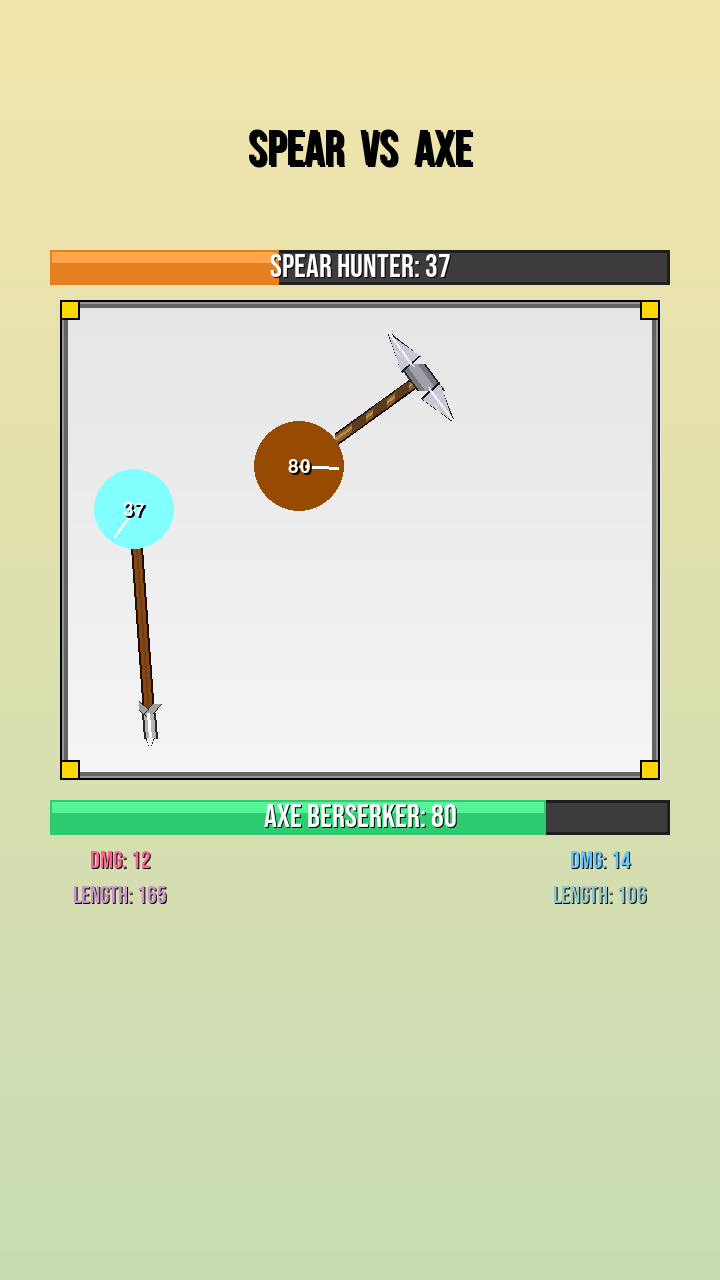 SPEAR VS AXE
SPEAR HUNTER: 37
80
37
AXE BERSERKER: 80
DMG: 12
DMG: 14
LENGTH: 165
LENGTH: 106